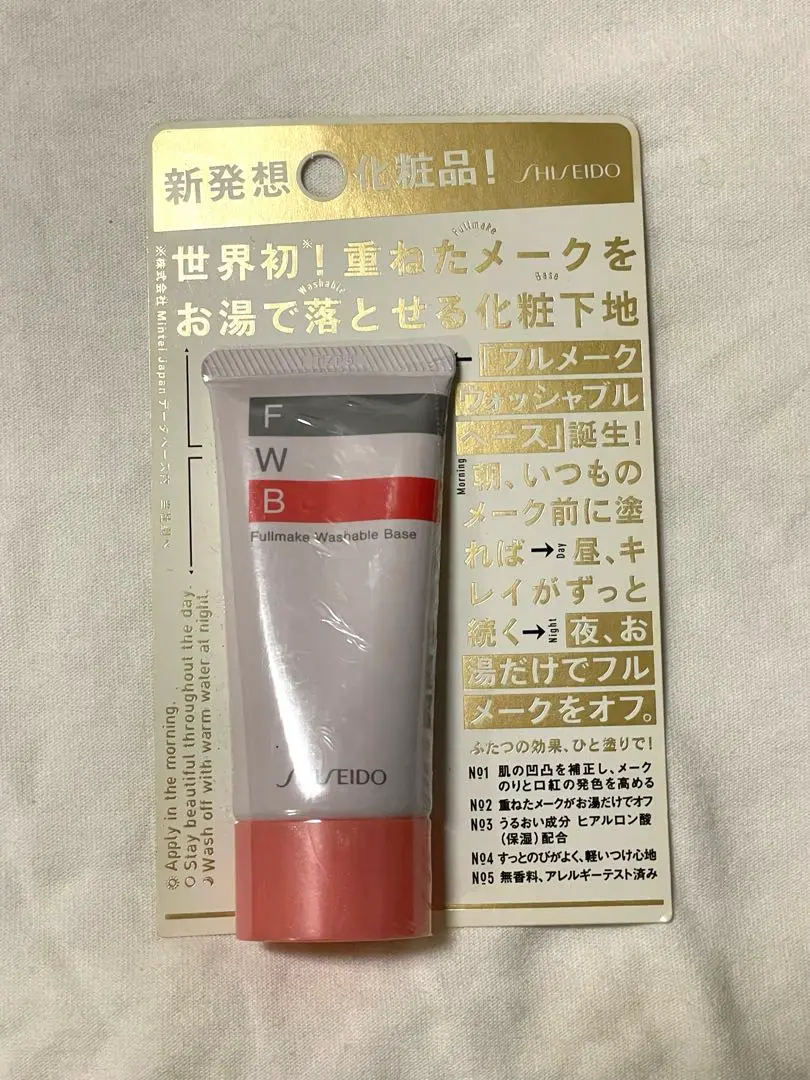 新発想 化粧品!
SHISEIDO
世界初※!重ねたメークを
お湯で落とせる化粧下地
Fullmake
Washable
Base
「フルメーク
ウォッシャブル
ベース」誕生!
朝、いつもの
メーク前に塗
れば→昼、キ
レイがずっと
続く→夜、お
湯だけでフル
メークをオフ。
Morning
Day
Night
ふたつの効果、ひと塗りで!
№1 肌の凹凸を補正し、メーク
のりと口紅の発色を高める
№2 重ねたメークがお湯だけでオフ
№3 うるおい成分 ヒアルロン酸
(保湿)配合
№4 すっとのびがよく、軽いつけ心地
№5 無香料、アレルギーテスト済み
※株式会社 Mintel Japan データベース内
F
W
B
Fullmake Washable Base
SHISEIDO
Apply in the morning.
Stay beautiful throughout the day.
Wash off with warm water at night.